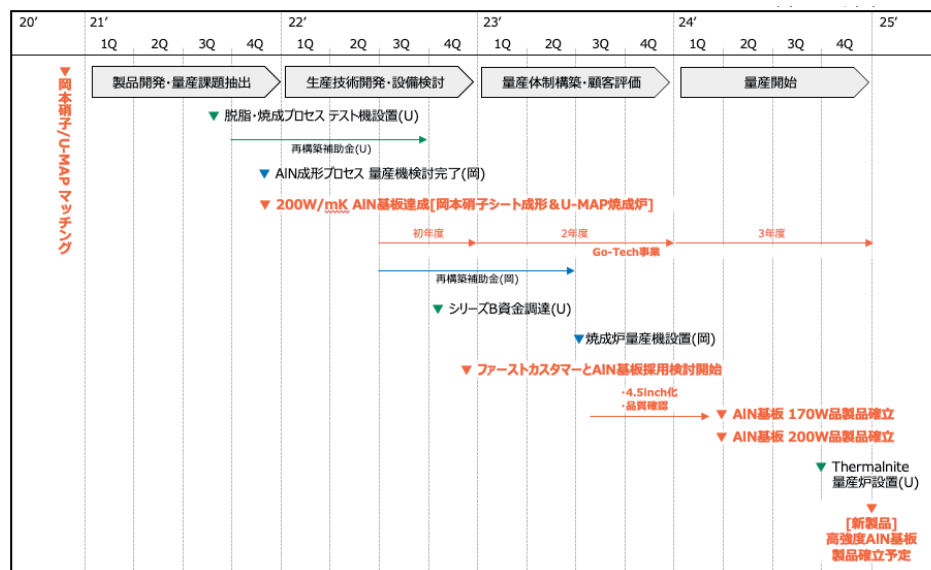 20’ 21’ 22’ 23’ 24’ 25’
1Q 2Q 3Q 4Q 1Q 2Q 3Q 4Q 1Q 2Q 3Q 4Q 1Q 2Q 3Q 4Q
▼岡本硝子/U-MAP マッチング
製品開発・量産課題抽出
生産技術開発・設備検討
量産体制構築・顧客評価
量産開始
▼ 脱脂・焼成プロセス テスト機設置(U)
再構築補助金(U)
▼ AlN成形プロセス 量産機検討完了(岡)
▼ 200W/mK AlN基板達成[岡本硝子シート成形＆U-MAP焼成炉]
初年度
2年度
3年度
Go-Tech事業
再構築補助金(岡)
▼ シリーズB資金調達(U)
▼焼成炉量産機設置(岡)
▼ ファーストカスタマーとAlN基板採用検討開始
・4.5inch化
・品質確認
▼ AlN基板 170W品製品確立
▼ AlN基板 200W品製品確立
▼ Thermalnite
量産炉設置(U)
▼
[新製品]
高強度AlN基板
製品確立予定